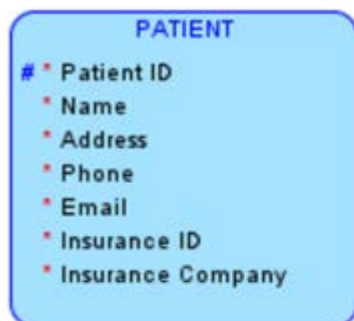 PATIENT
# * Patient ID
* Name
* Address
* Phone
* Email
* Insurance ID
* Insurance Company